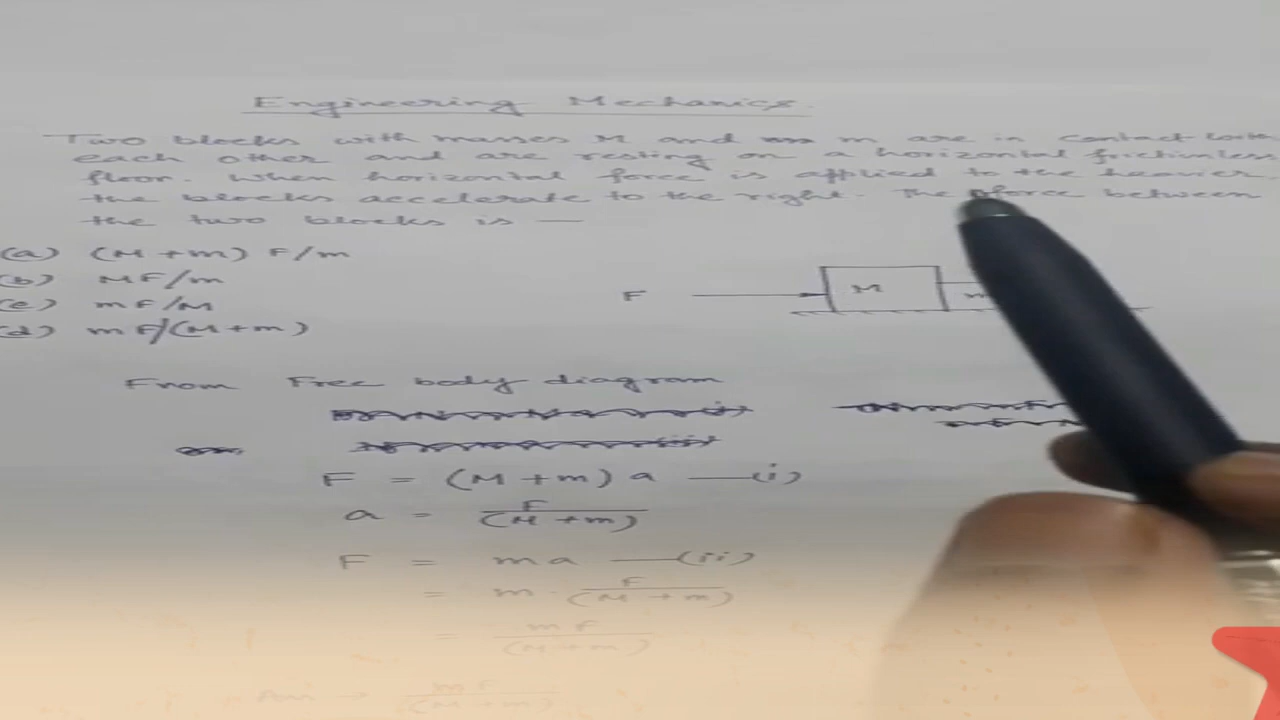 Engineering Mechanics.
Two blocks with masses M and m are in contact with
each other and are resting on a horizontal frictionless
floor. When horizontal force is applied to the heavier.
the blocks accelerate to the right. The force between
the two blocks is —
(a) (M+m) F/m
(b) MF/m
(c) mF/M
(d) mF/(M+m)
F M m
From Free body diagram
F = (M+m) a —(i)
a = F/(M+m)
F = ma —(ii)
= m · F/(M+m)
= mF/(M+m)
Ans → mF/(M+m)